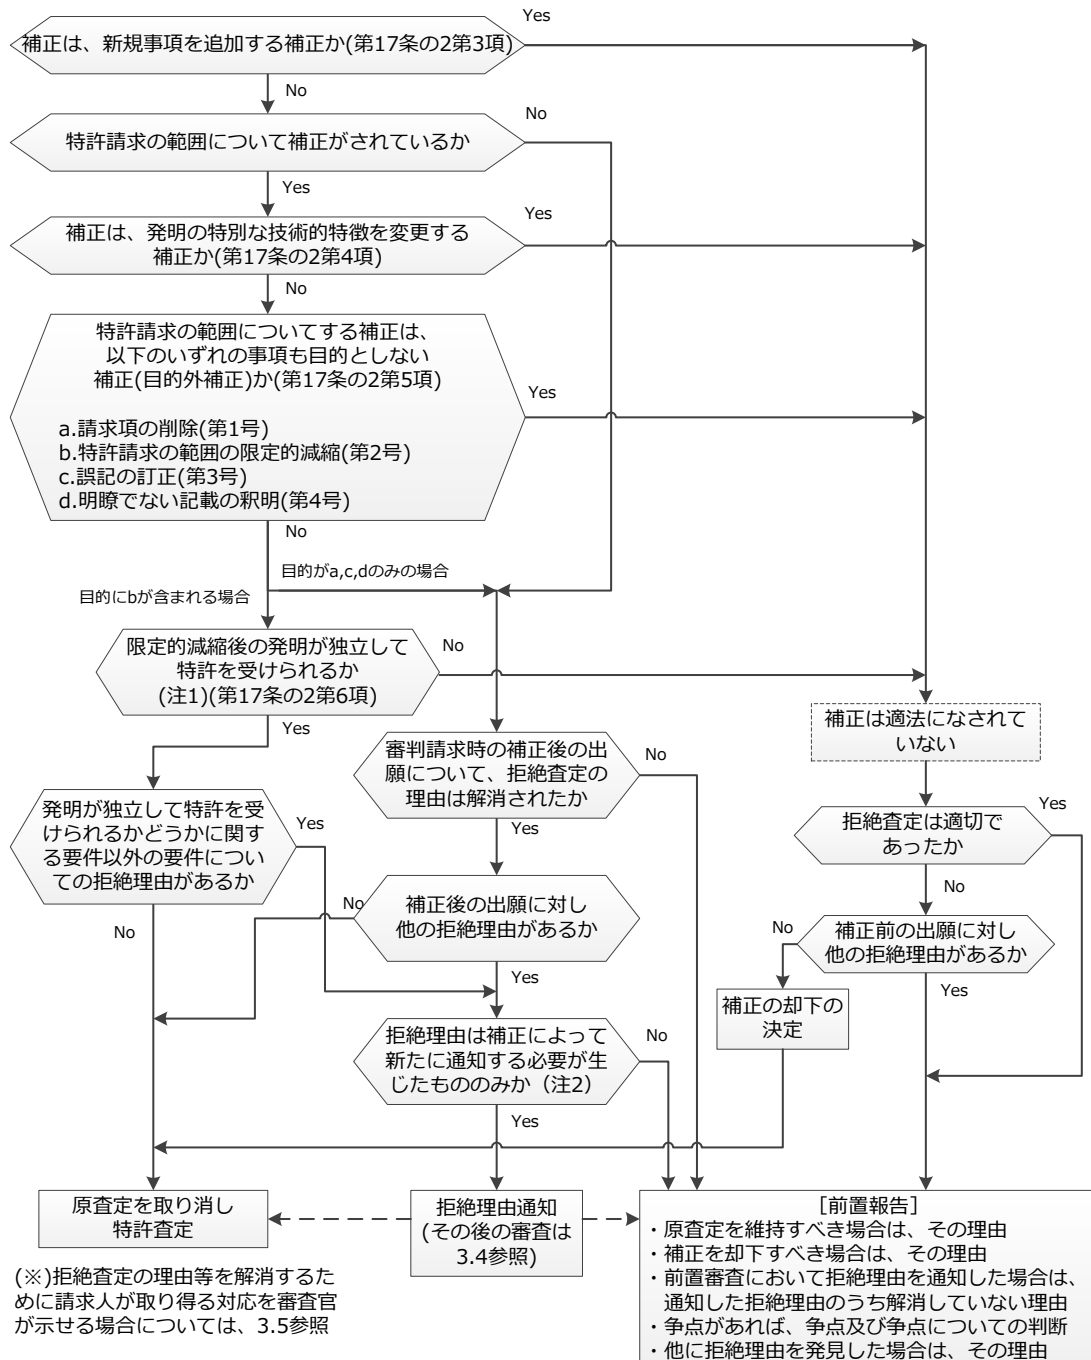 Yes
補正は、新規事項を追加する補正か(第17条の2第3項)
No
No
特許請求の範囲について補正がされているか
Yes
Yes
補正は、発明の特別な技術的特徴を変更する
補正か(第17条の2第4項)
No
特許請求の範囲についてする補正は、
以下のいずれの事項も目的としない
補正(目的外補正)か(第17条の2第5項)
Yes
a.請求項の削除(第1号)
b.特許請求の範囲の限定的減縮(第2号)
c.誤記の訂正(第3号)
d.明瞭でない記載の釈明(第4号)
No
目的がa,c,dのみの場合
目的にbが含まれる場合
限定的減縮後の発明が独立して
特許を受けられるか
(注1)(第17条の2第6項)
No
Yes
補正は適法になされて
いない
審判請求時の補正後の出
願について、拒絶査定の
理由は解消されたか
No
Yes
発明が独立して特許を受
けられるかどうかに関す
る要件以外の要件につい
ての拒絶理由があるか
Yes
No
拒絶査定は適切で
あったか
Yes
No
補正後の出願に対し
他の拒絶理由があるか
No
Yes
補正前の出願に対し
他の拒絶理由があるか
No
Yes
補正の却下の
決定
拒絶理由は補正によって
新たに通知する必要が生
じたもののみか（注2）
No
Yes
原査定を取り消し
特許査定
拒絶理由通知
(その後の審査は
3.4参照)
［前置報告］
・原査定を維持すべき場合は、その理由
・補正を却下すべき場合は、その理由
・前置審査において拒絶理由を通知した場合は、
通知した拒絶理由のうち解消していない理由
・争点があれば、争点及び争点についての判断
・他に拒絶理由を発見した場合は、その理由
(※)拒絶査定の理由等を解消するた
めに請求人が取り得る対応を審査官
が示せる場合については、3.5参照